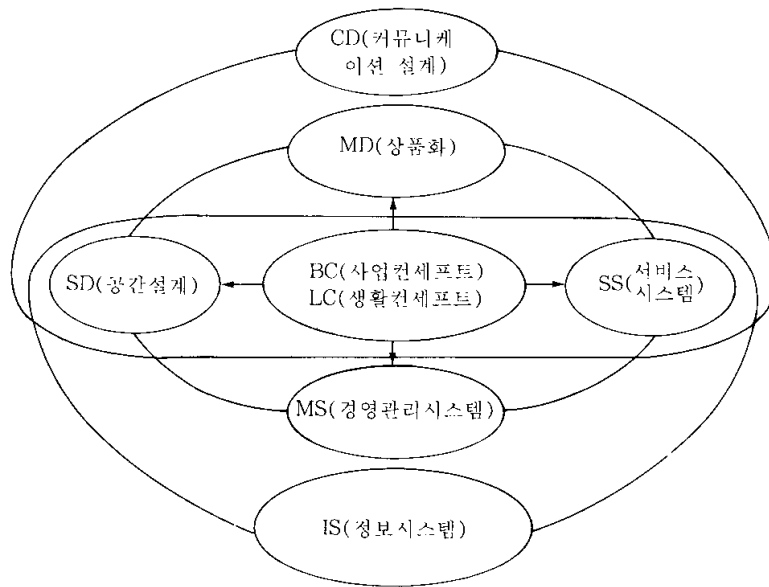 CD(커뮤니케
이션 설계)
MD(상품화)
SD(공간설계)
BC(사업컨세프트)
LC(생활컨세프트)
SS(서비스
시스템)
MS(경영관리시스템)
IS(정보시스템)